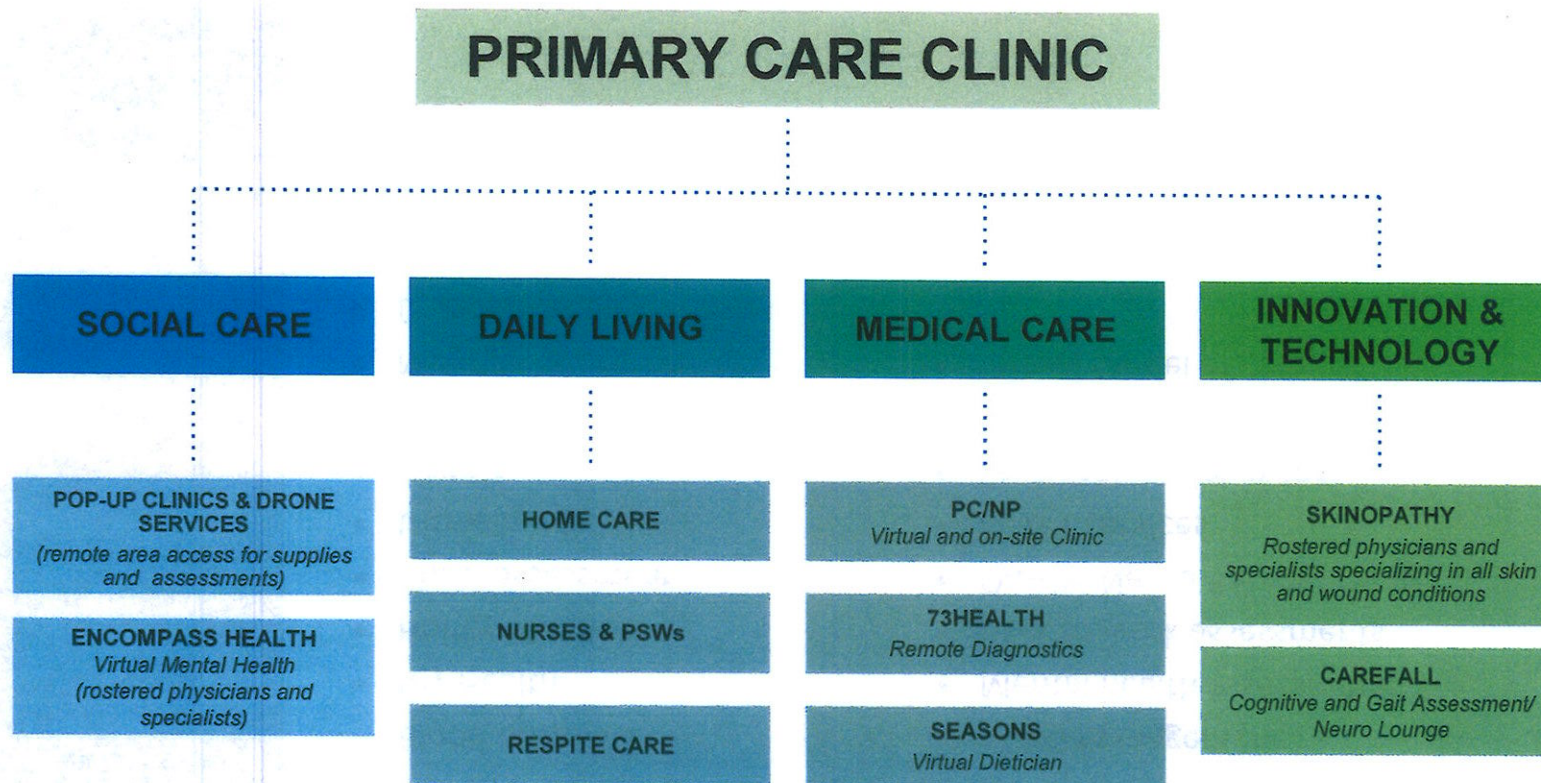 PRIMARY CARE CLINIC
SOCIAL CARE
DAILY LIVING
MEDICAL CARE
INNOVATION &
TECHNOLOGY
POP-UP CLINICS & DRONE
SERVICES
(remote area access for supplies
and assessments)
ENCOMPASS HEALTH
Virtual Mental Health
(rostered physicians and
specialists)
HOME CARE
NURSES & PSWs
RESPITE CARE
PC/NP
Virtual and on-site Clinic
73HEALTH
Remote Diagnostics
SEASONS
Virtual Dietician
SKINOPATHY
Rostered physicians and
specialists specializing in all skin
and wound conditions
CAREFALL
Cognitive and Gait Assessment/
Neuro Lounge